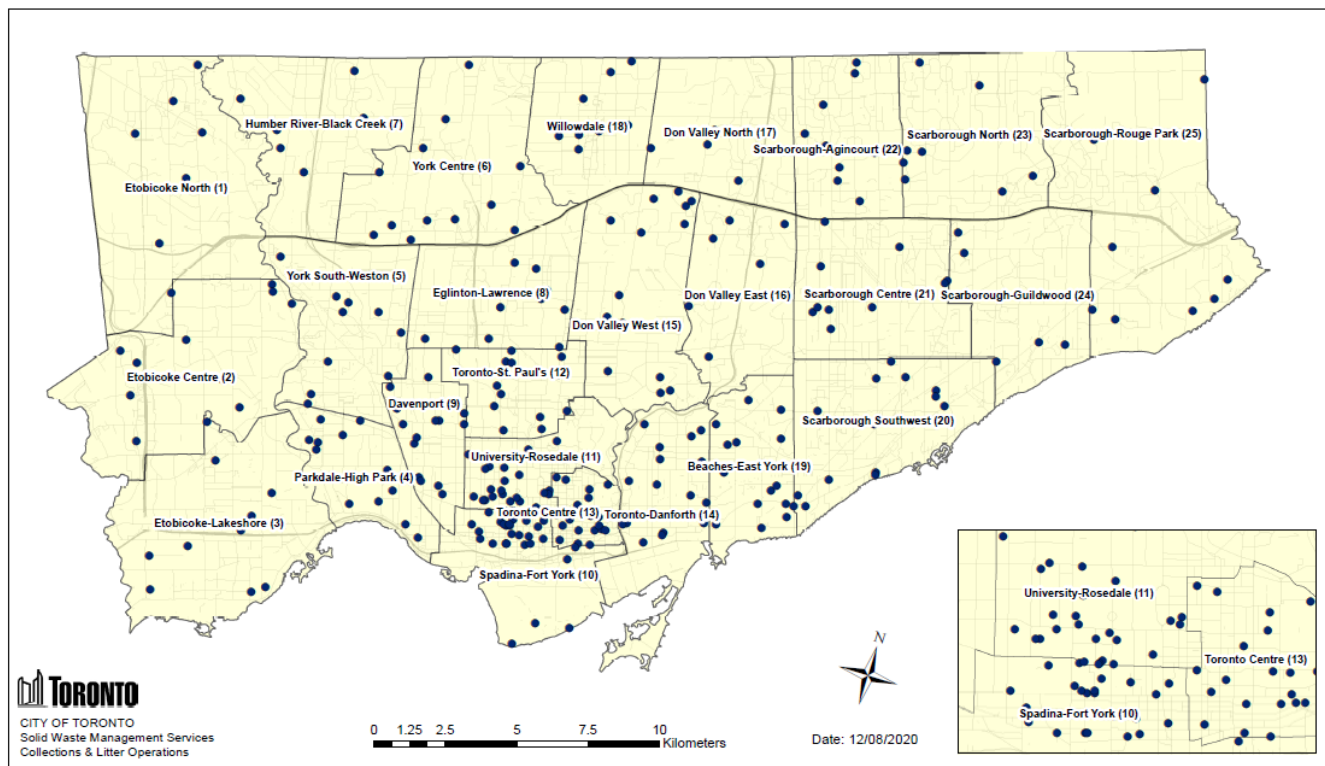 Humber River-Black Creek (7)
Willowdale (18)
Don Valley North (17)
Scarborough-Agincourt (22)
Scarborough North (23)
Scarborough-Rouge Park (25)
York Centre (6)
Etobicoke North (1)
York South-Weston (5)
Eglinton-Lawrence (8)
Don Valley East (16)
Scarborough Centre (21)
Scarborough-Guildwood (24)
Don Valley West (15)
Etobicoke Centre (2)
Toronto-St. Paul's (12)
Davenport (9)
Scarborough Southwest (20)
University-Rosedale (11)
Beaches-East York (19)
Parkdale-High Park (4)
Etobicoke-Lakeshore (3)
Toronto Centre (13)
Toronto-Danforth (14)
Spadina-Fort York (10)
University-Rosedale (11)
Toronto Centre (13)
Spadina-Fort York (10)
N
TORONTO
CITY OF TORONTO
Solid Waste Management Services
Collections & Litter Operations
0 1.25 2.5 5 7.5 10
Kilometers
Date: 12/08/2020